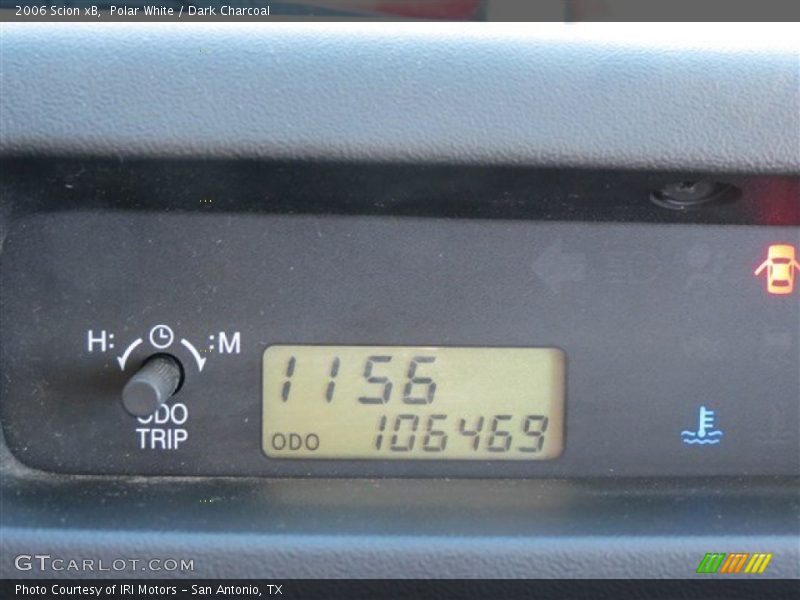 2006 Scion xB,  Polar White / Dark Charcoal
H: :M
ODO
TRIP
1156
ODO 106469
GTCARLOT.COM
Photo Courtesy of IRI Motors – San Antonio, TX